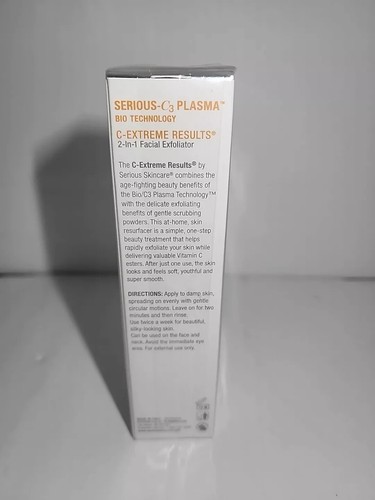 SERIOUS-C3 PLASMA™
BIO TECHNOLOGY
C-EXTREME RESULTS®
2-In-1 Facial Exfoliator
The C-Extreme Results® by
Serious Skincare® combines the
age-fighting beauty benefits of
the Bio/C3 Plasma Technology™
with the delicate exfoliating
benefits of gentle scrubbing
powders. This at-home, skin
resurfacer is a simple, one-step
beauty treatment that helps
rapidly exfoliate your skin while
delivering valuable Vitamin C
esters. After just one use, the skin
looks and feels soft, youthful and
super smooth.
DIRECTIONS: Apply to damp skin,
spreading on evenly with gentle
circular motions. Leave on for two
minutes and then rinse.
Use twice a week for beautiful,
silky-looking skin.
Can be used on the face and
neck. Avoid the immediate eye
area. For external use only.